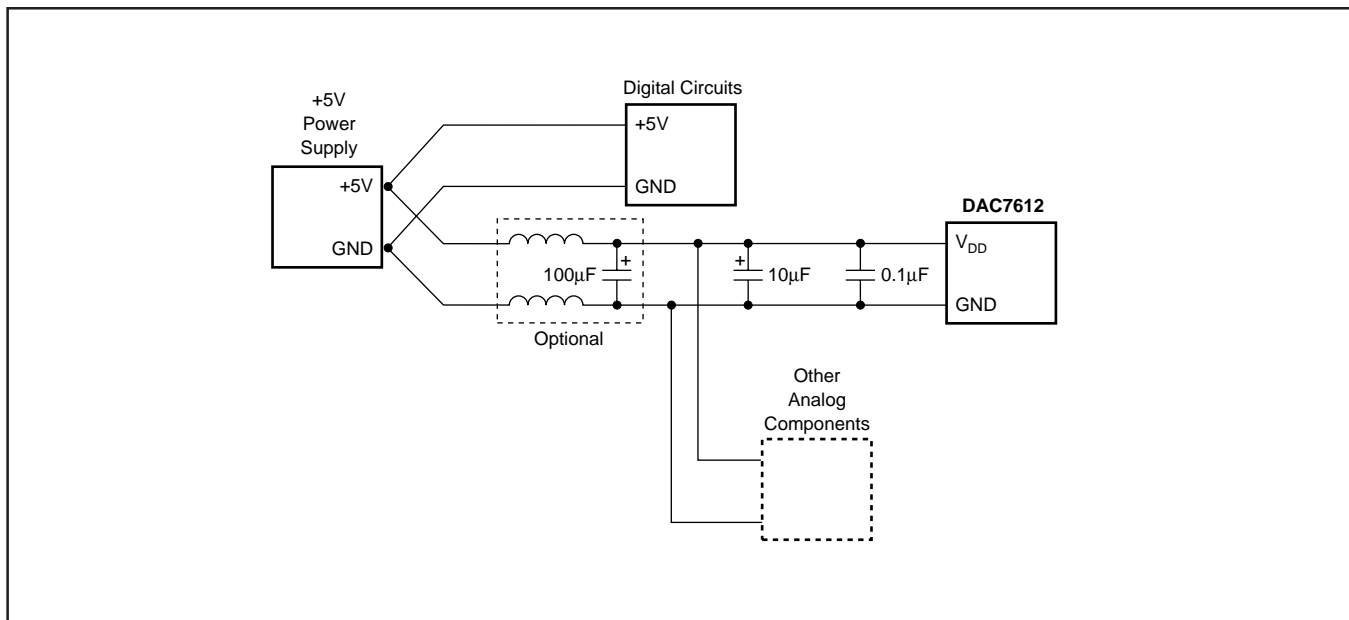 +5V
Power
Supply
+5V
GND
Digital Circuits
+5V
GND
100µF
+
Optional
+
10µF
0.1µF
DAC7612
VDD
GND
Other
Analog
Components